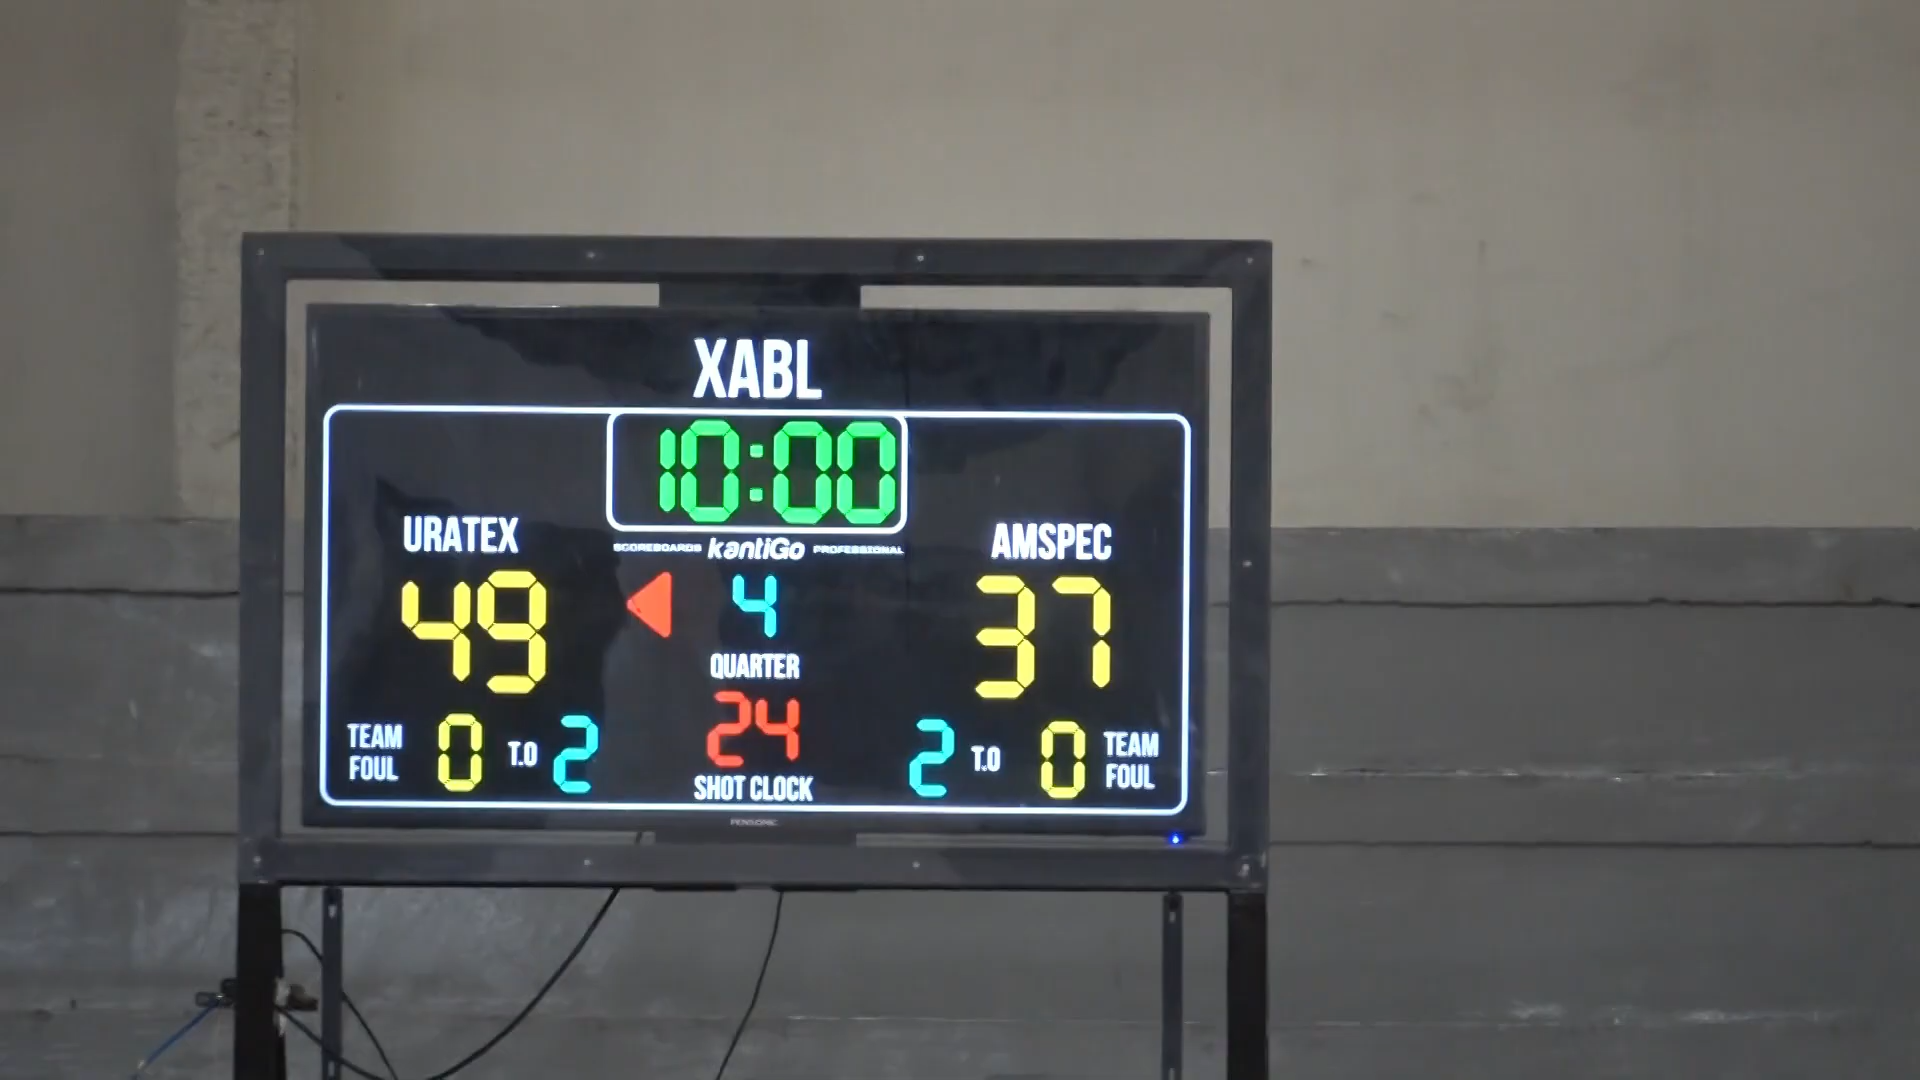 XABL
10:00
URATEX
SCOREBOARDS kantiGo PROFESSIONAL
AMSPEC
49
4
37
QUARTER
24
TEAM FOUL
0
T.O
2
SHOT CLOCK
2
T.O
0
TEAM FOUL
PENSONIC